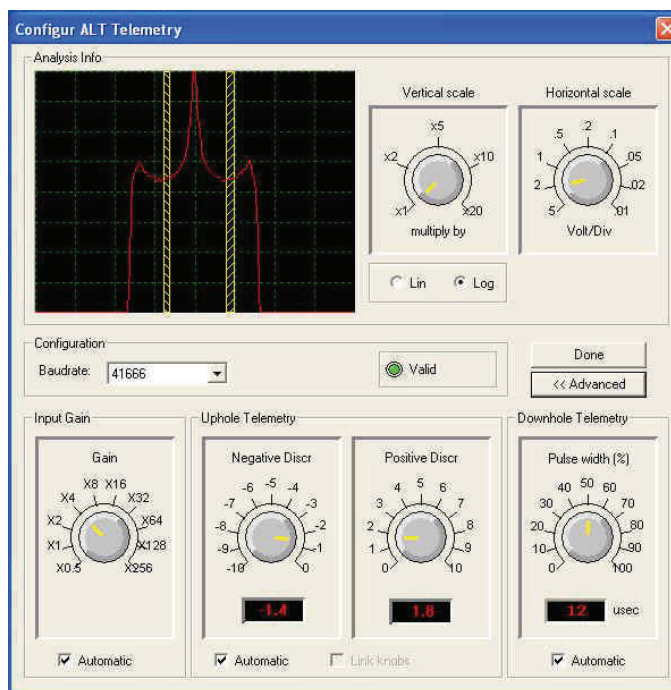 Configur ALT Telemetry
Analysis Info
Vertical scale
x1
x2
x5
x10
x20
multiply by
Horizontal scale
5
2
1
.5
.2
.1
.05
.02
.01
Volt/Div
Lin
Log
Configuration
Baudrate:
41666
Valid
Done
<< Advanced
Input Gain
Gain
X0.5
X1
X2
X4
X8
X16
X32
X64
X128
X256
Automatic
Uphole Telemetry
Negative Discr
-10
-9
-8
-7
-6
-5
-4
-3
-2
-1
0
-1.4
Automatic
Positive Discr
0
1
2
3
4
5
6
7
8
9
10
1.8
Link knobs
Downhole Telemetry
Pulse width (%)
0
10
20
30
40
50
60
70
80
90
100
12 usec
Automatic